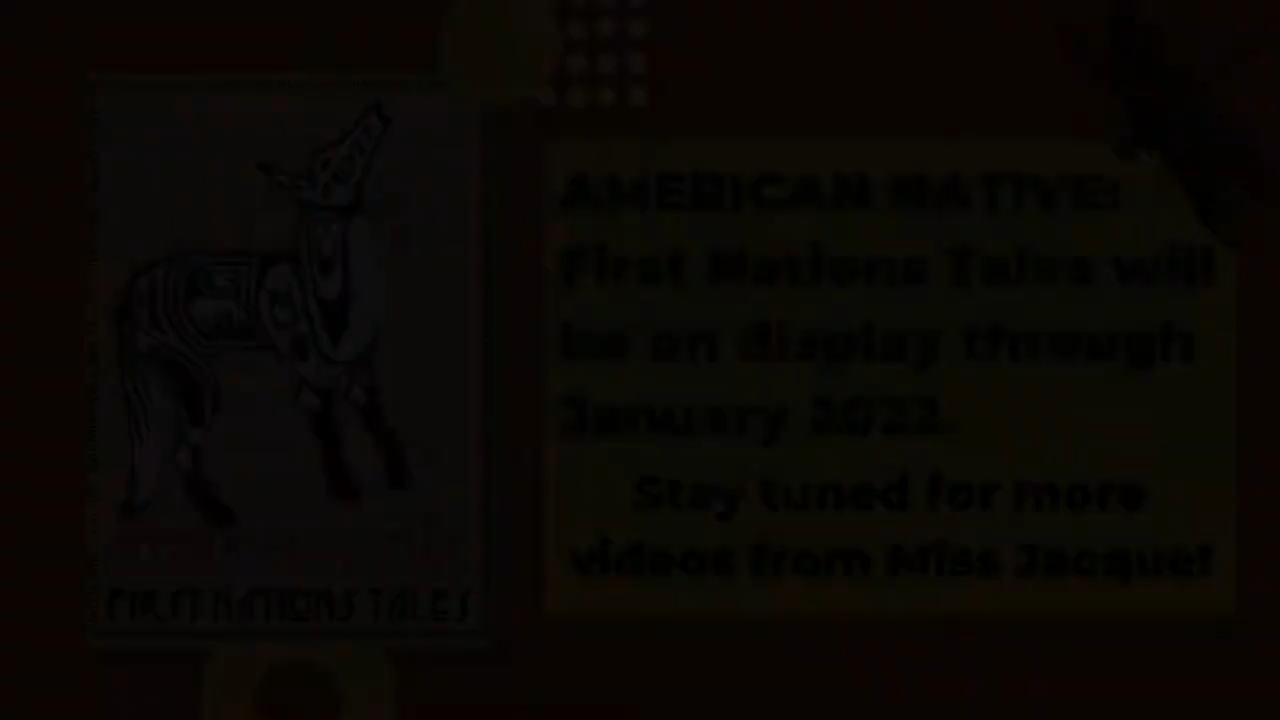 AMERICAN NATIVE:
First Nations Tales will
be on display through
January 2022.
Stay tuned for more
videos from Miss Jacque!
FIRST NATIONS TALES